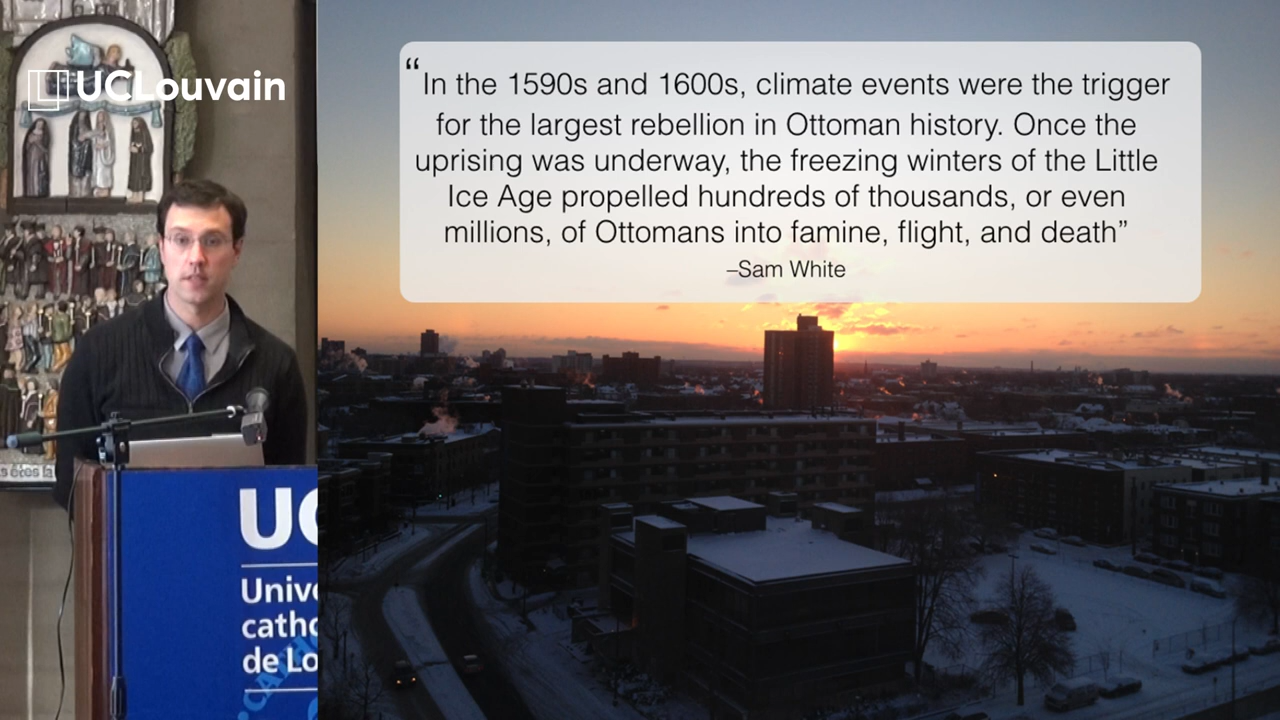 UCLouvain
“In the 1590s and 1600s, climate events were the trigger
for the largest rebellion in Ottoman history. Once the
uprising was underway, the freezing winters of the Little
Ice Age propelled hundreds of thousands, or even
millions, of Ottomans into famine, flight, and death”
–Sam White
UC
Unive
catho
de Lo